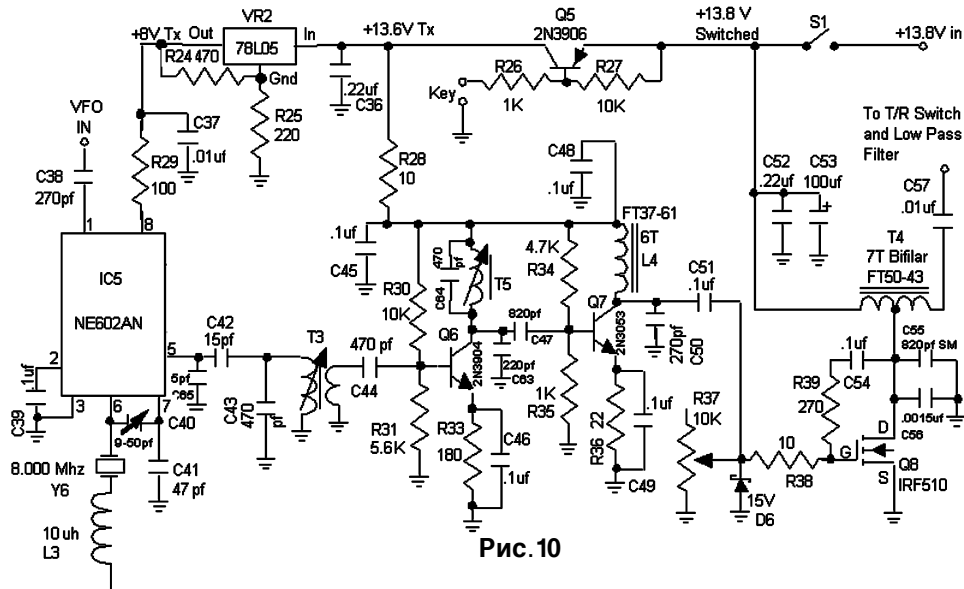 VR2
+8V Tx Out
78L05
In
+13.6V Tx
Q5
2N3906
+13.8 V
Switched
S1
+13.8V in
R24 470
Gnd
.22uf
C36
R26
1K
R27
10K
Key
VFO
IN
C37
.01uf
R25
220
R29
100
C38
270pf
R28
10
C48
.1uf
To T/R Switch
and Low Pass
Filter
C52
.22uf
C53
100uf
+
C57
.01uf
1
8
IC5
NE602AN
.1uf
C45
470
pf
C64
T5
4.7K
R34
FT37-61
6T
L4
C51
.1uf
T4
7T Bifilar
FT50-43
R30
10K
Q6
2N3904
820pf
C47
220pf
C63
Q7
2N3053
270pf
C50
2
.1uf
C39
3
5
6
7
C42
15pf
5pf
C65
C40
9-50pf
C43
470
pf
T3
470 pf
C44
1K
R35
C55
820pf SM
.1uf
C54
R39
270
.0015uf
C56
R31
5.6K
R33
180
C46
.1uf
R36 22
.1uf
C49
R37
10K
10
R38
D
G
S
Q8
IRF510
15V
D6
8.000 Mhz
Y6
C41
47 pf
10 uh
L3
Рис.10